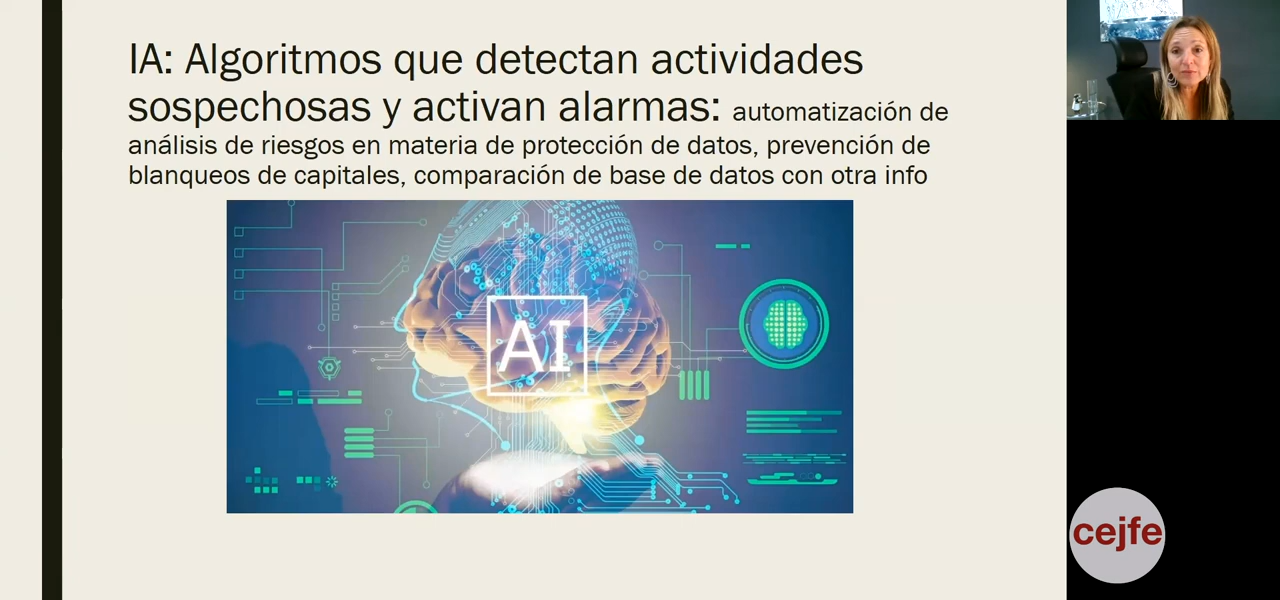 IA: Algoritmos que detectan actividades
sospechosas y activan alarmas: automatización de
análisis de riesgos en materia de protección de datos, prevención de
blanqueos de capitales, comparación de base de datos con otra info
AI
cejfe